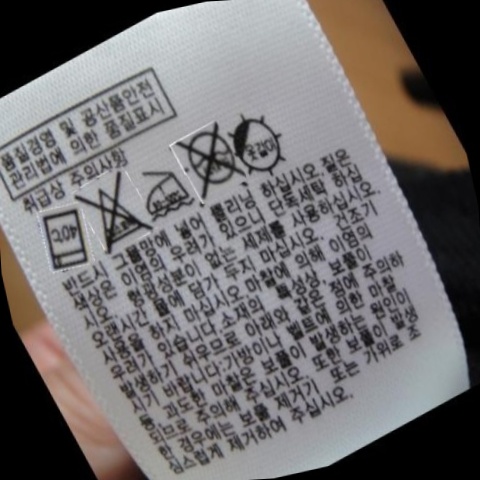 품질경영 및 공산품안전
관리법에 의한 품질표시
취급상 주의사항
40℃
옷걸이
반드시 그물망에 넣어 클리닝 하십시오. 짙은
색상은 이염의 우려가 있으니 단독세탁 하십
시오. 형광성분이 없는 세제를 사용하십시오.
오랜시간 물에 담가 두지 마십시오. 건조기
사용을 하지 마십시오 마찰에 의해 이염의
우려가 있습니다. 소재의 특성상, 보풀이
발생하기 쉬우므로 아래와 같은 점에 주의하
시기 바랍니다. 가방이나 벨트에 의한 마찰
등 과도한 마찰은 보풀이 발생하는 원인이
되므로 주의해 주십시오. 또한 보풀이 발생
한 경우에는 보풀 제거기 또는 가위로 조
심스럽게 제거하여 주십시오.